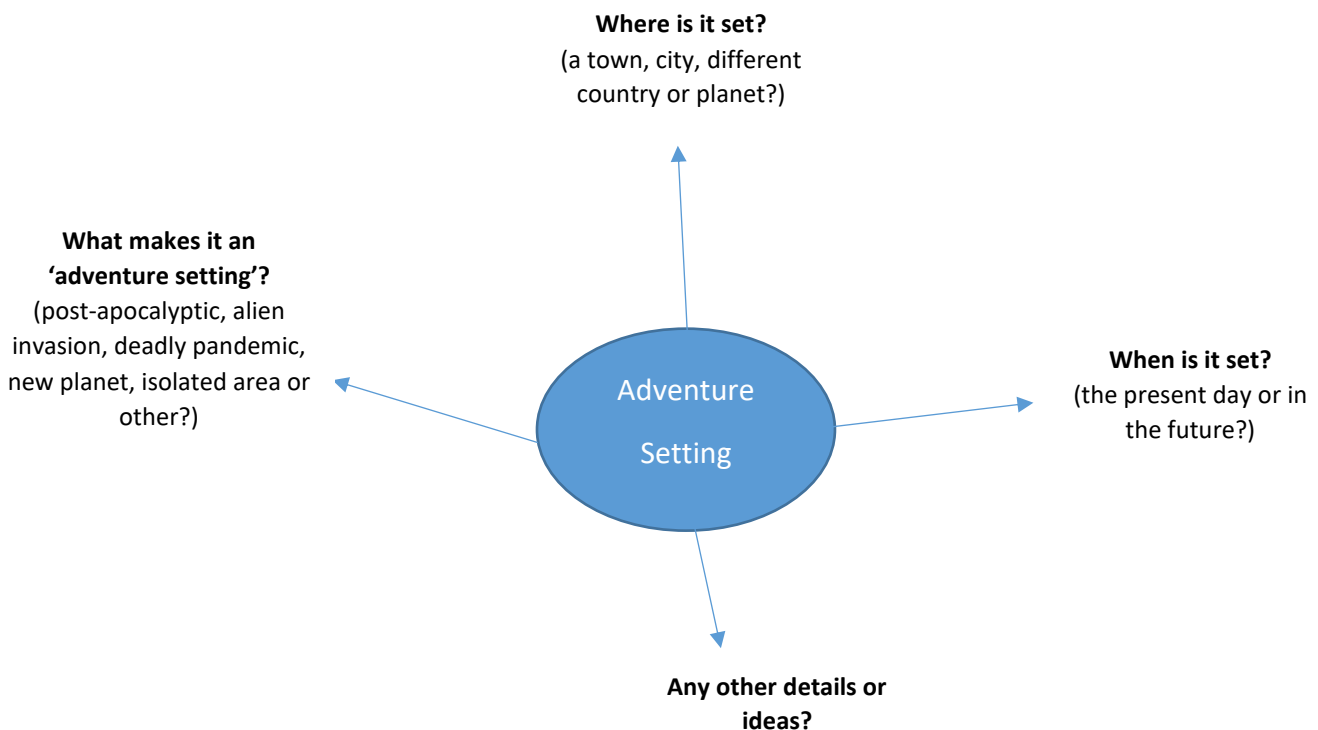 Where is it set?
(a town, city, different
country or planet?)
What makes it an
‘adventure setting’?
(post-apocalyptic, alien
invasion, deadly pandemic,
new planet, isolated area or
other?)
Adventure
Setting
When is it set?
(the present day or in
the future?)
Any other details or
ideas?